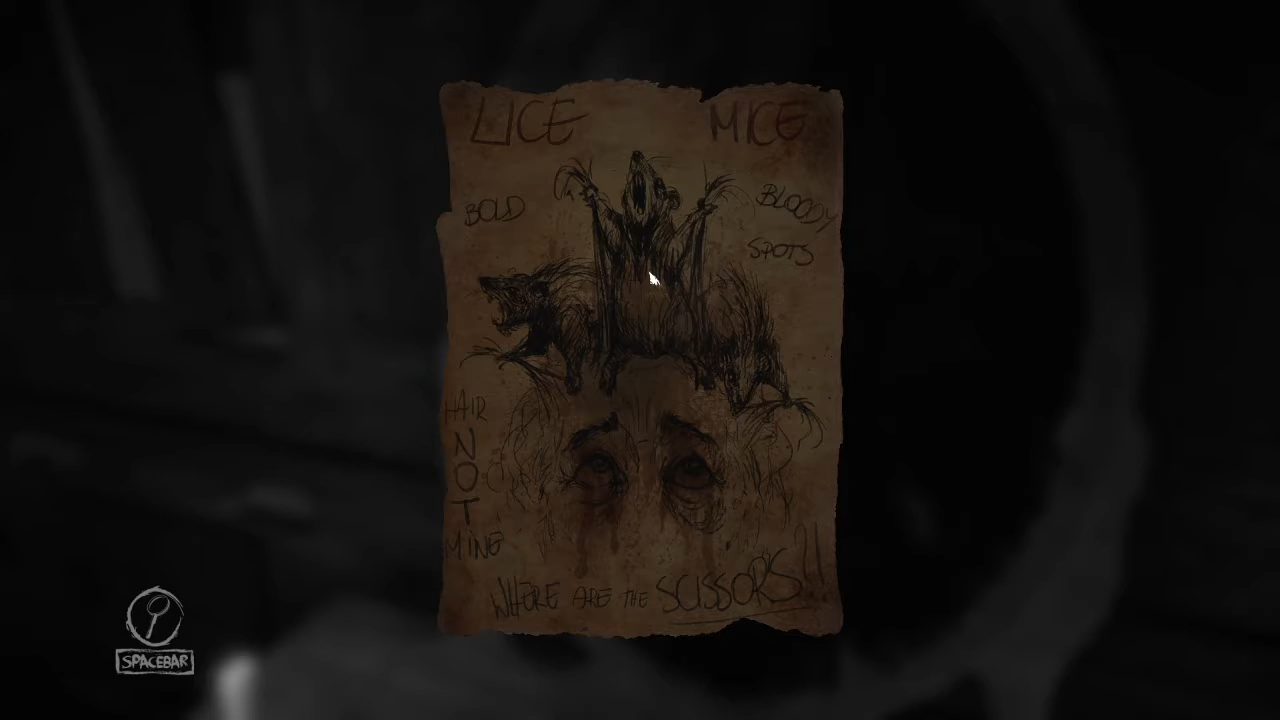 LICE MICE
BOLD
BLOODY
SPOTS
HAIR
NOT
MINE
WHERE ARE THE SCISSORS?!
SPACEBAR